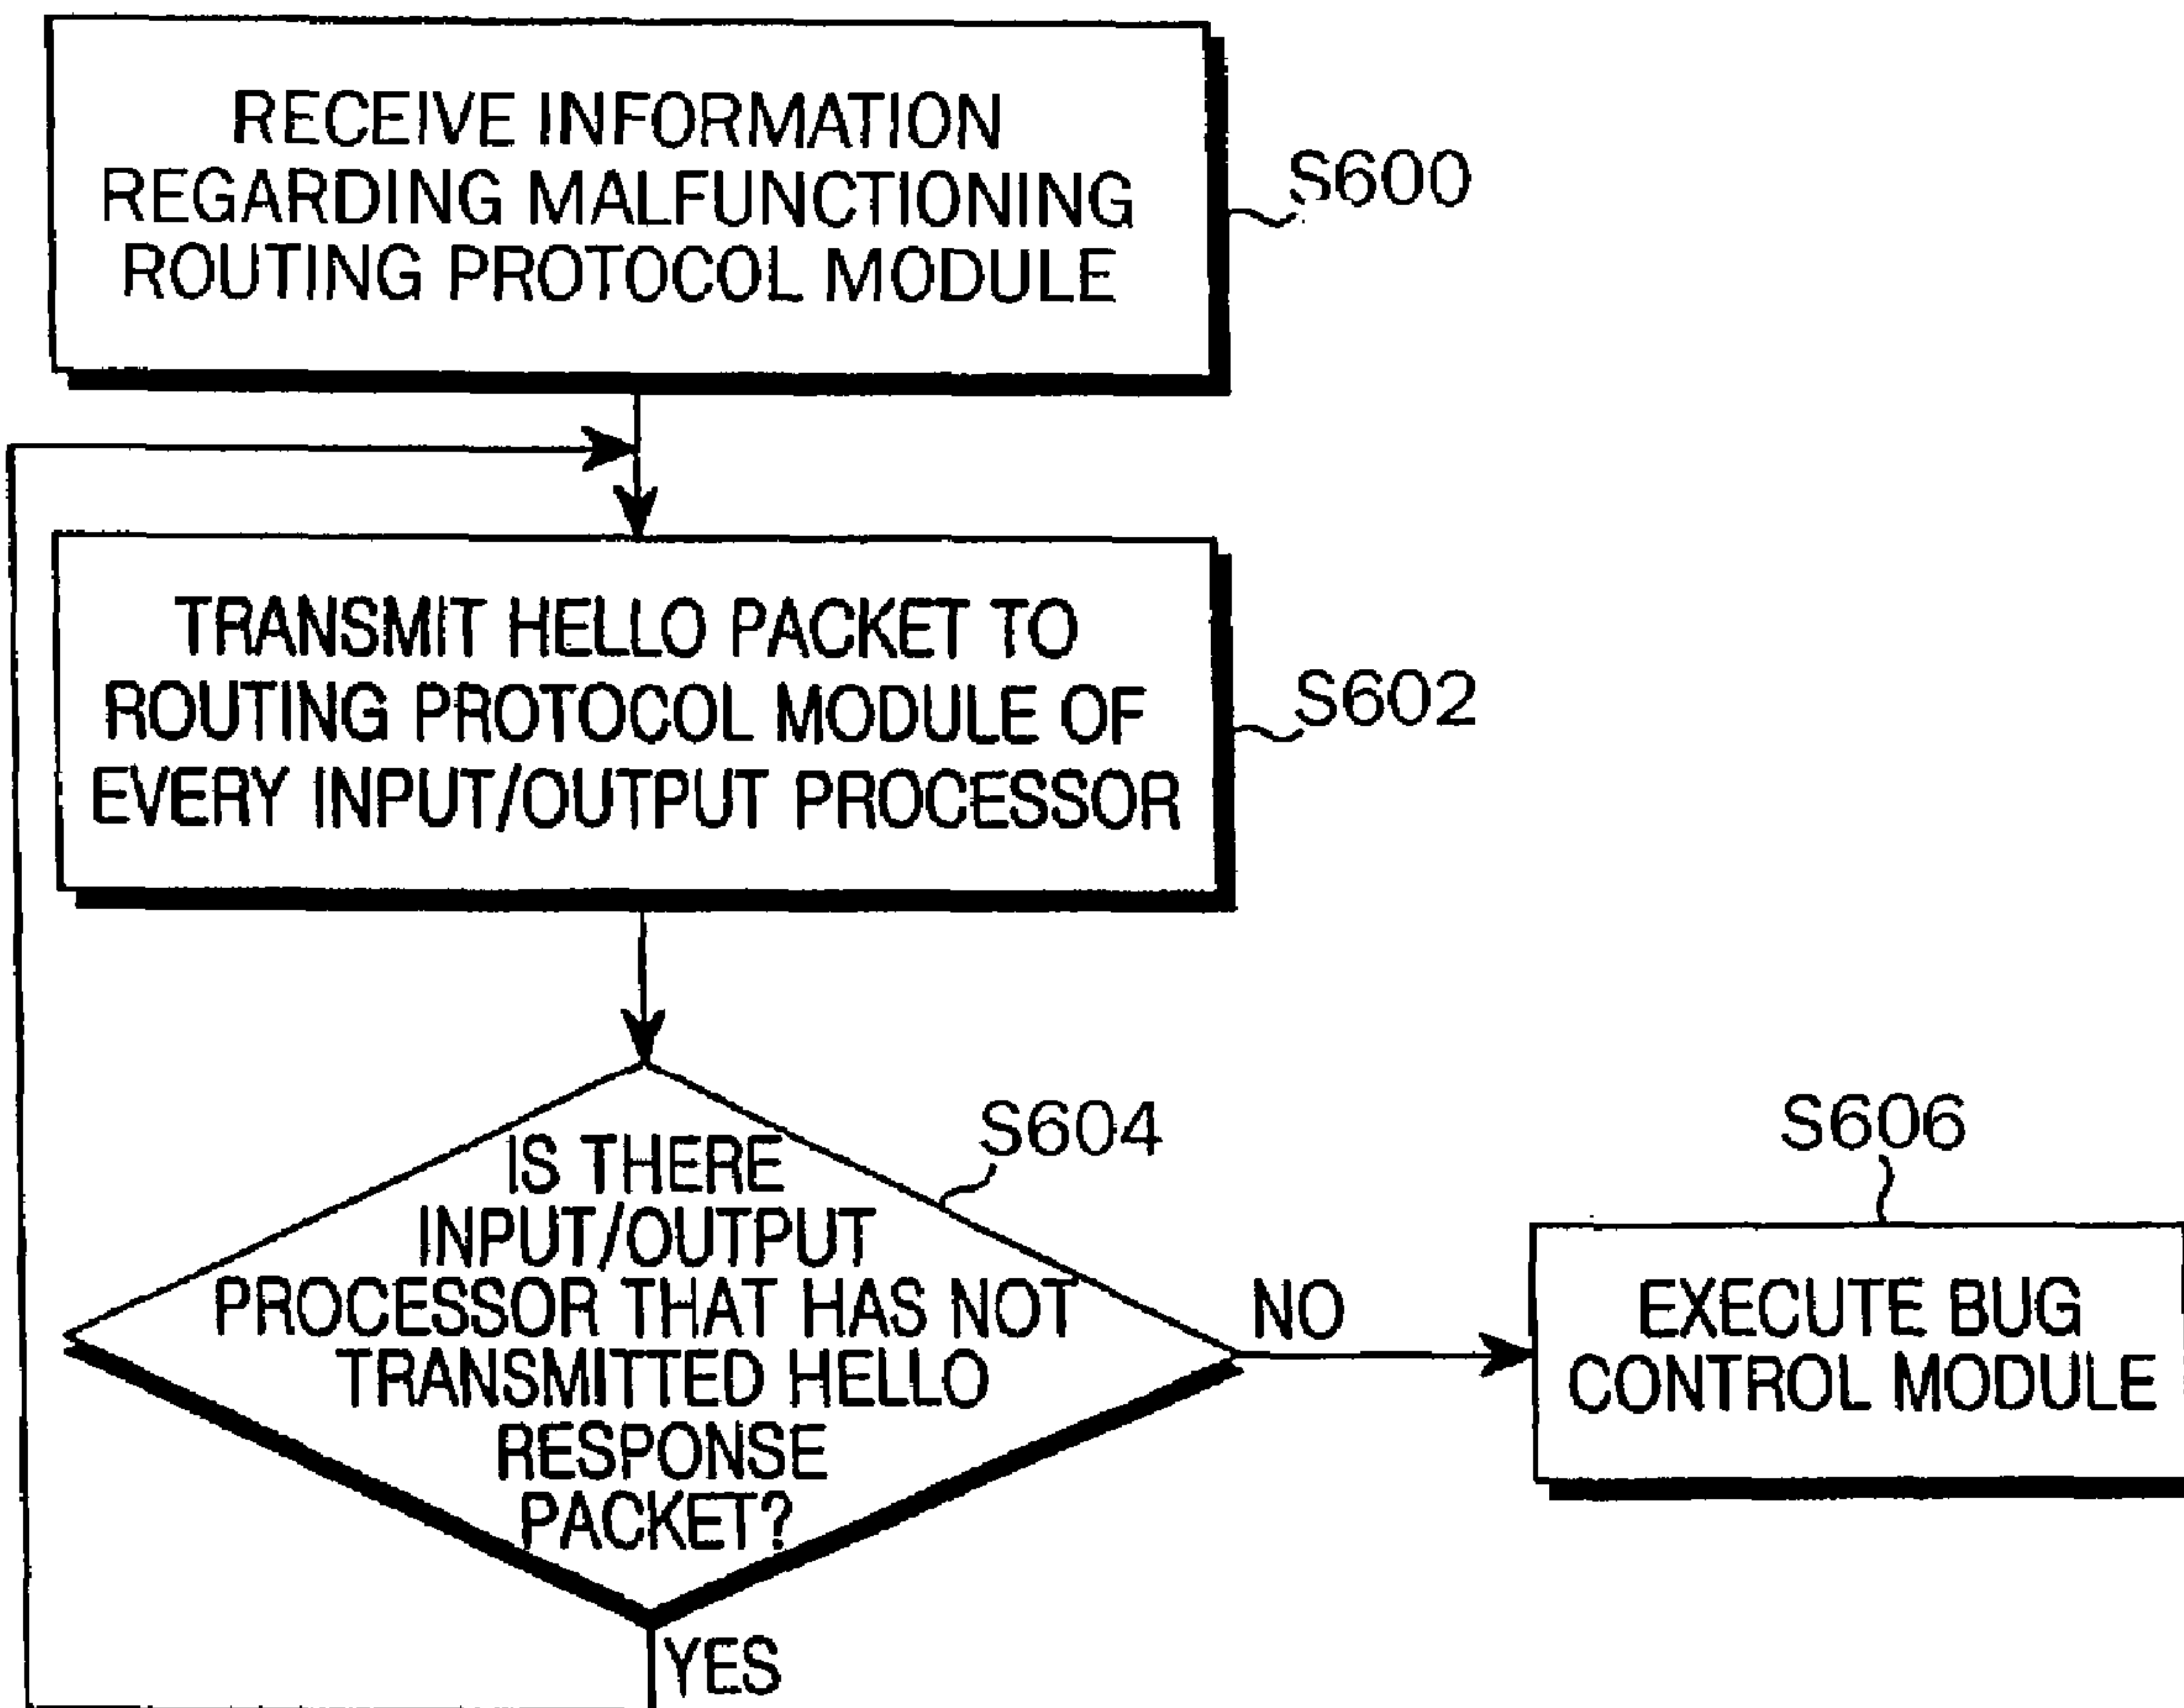 RECEIVE INFORMATION
REGARDING MALFUNCTIONING
ROUTING PROTOCOL MODULE
S600
TRANSMIT HELLO PACKET TO
ROUTING PROTOCOL MODULE OF
EVERY INPUT/OUTPUT PROCESSOR
S602
IS THERE
INPUT/OUTPUT
PROCESSOR THAT HAS NOT
TRANSMITTED HELLO
RESPONSE
PACKET?
S604
NO
YES
S606
EXECUTE BUG
CONTROL MODULE